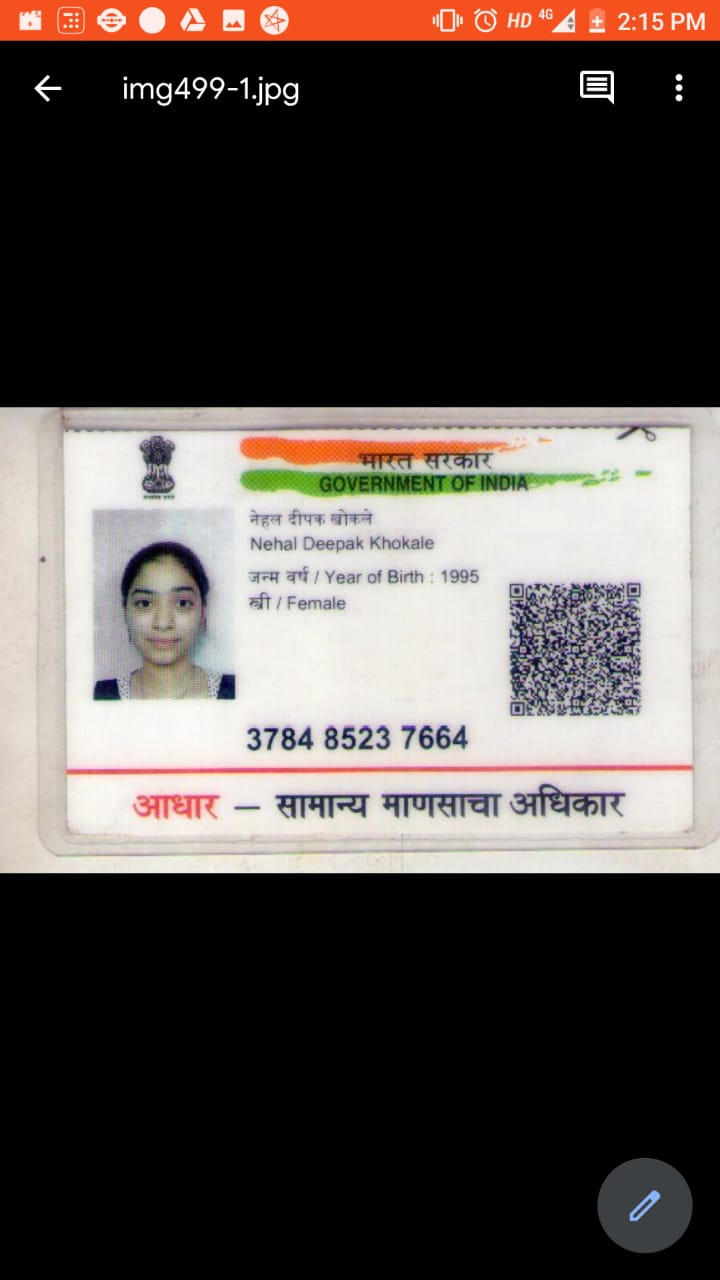 HD 4G 2:15 PM
img499-1.jpg
भारत सरकार
GOVERNMENT OF INDIA
नेहल दीपक खोकले
Nehal Deepak Khokale
जन्म वर्ष / Year of Birth : 1995
स्त्री / Female
3784 8523 7664
आधार – सामान्य माणसाचा अधिकार